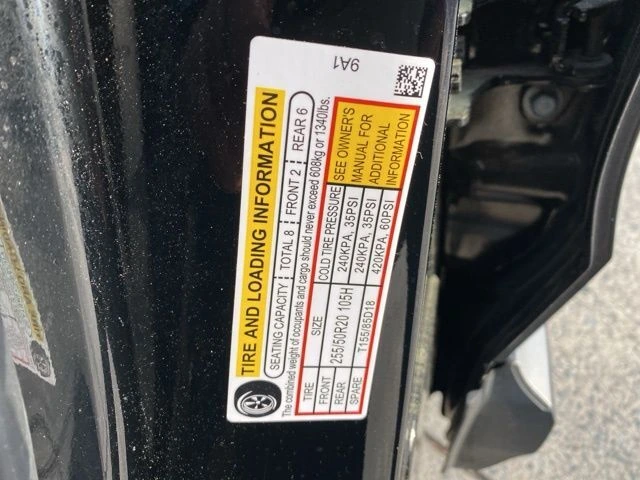 TIRE AND LOADING INFORMATION
SEATING CAPACITY TOTAL 8 FRONT 2 REAR 6
The combined weight of occupants and cargo should never exceed 608kg or 1340lbs.
TIRE SIZE COLD TIRE PRESSURE
FRONT 255/50R20 105H 240KPA, 35PSI
REAR 240KPA, 35PSI
SPARE T155/85D18 420KPA, 60PSI
SEE OWNER'S
MANUAL FOR
ADDITIONAL
INFORMATION
9A1